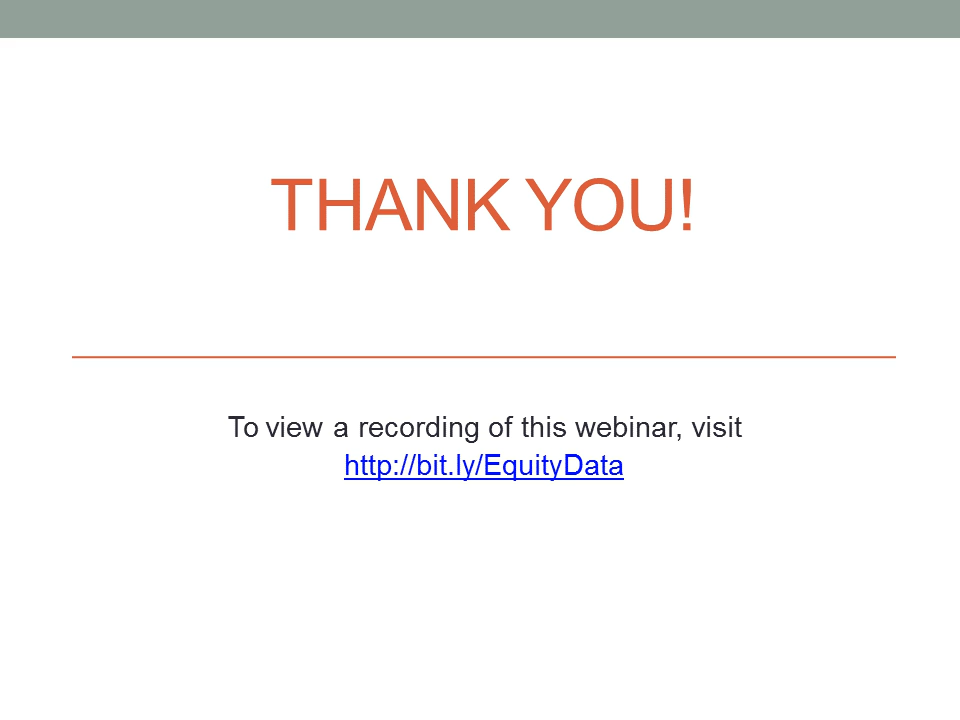 THANK YOU!
To view a recording of this webinar, visit
http://bit.ly/EquityData